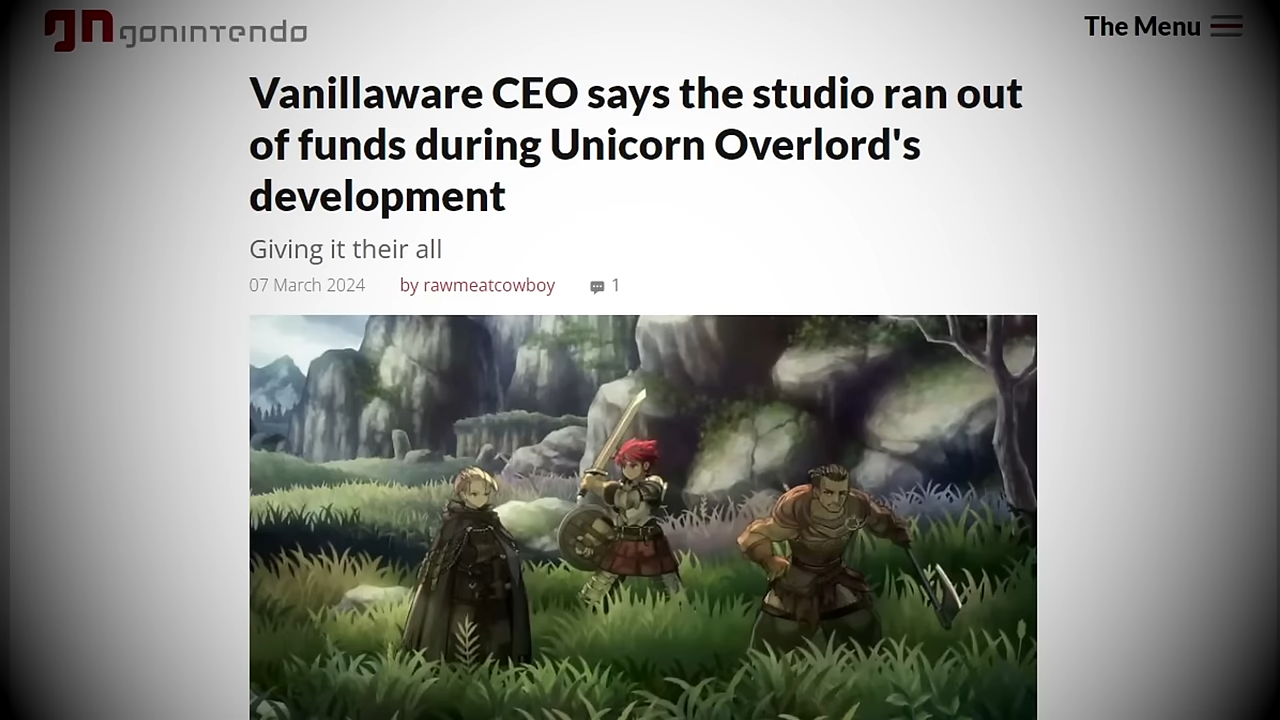 gn gonintendo
The Menu
Vanillaware CEO says the studio ran out
of funds during Unicorn Overlord's
development
Giving it their all
07 March 2024 by rawmeatcowboy 1